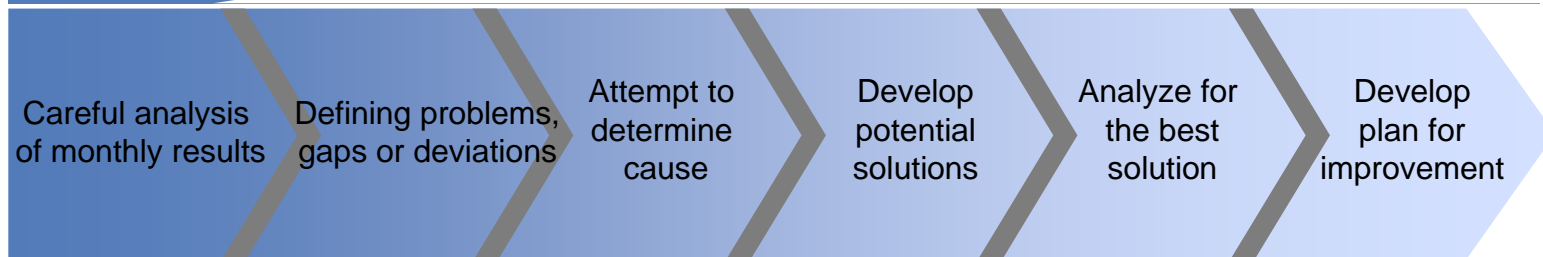 Careful analysis
of monthly results
Defining problems,
gaps or deviations
Attempt to
determine
cause
Develop
potential
solutions
Analyze for
the best
solution
Develop
plan for
improvement